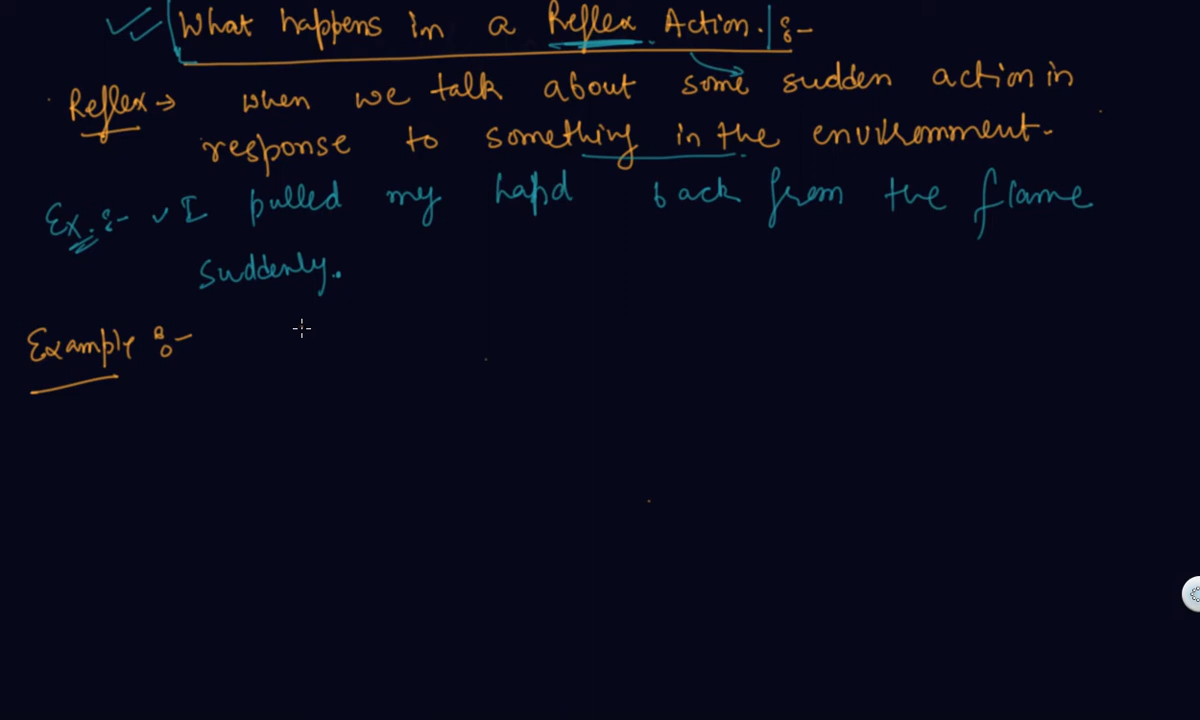 What happens in a Reflex Action. :-
Reflex → when we talk about some sudden action in
response to something in the environment.
Ex. :- ✓ I pulled my hand back from the flame
suddenly.
Example :-